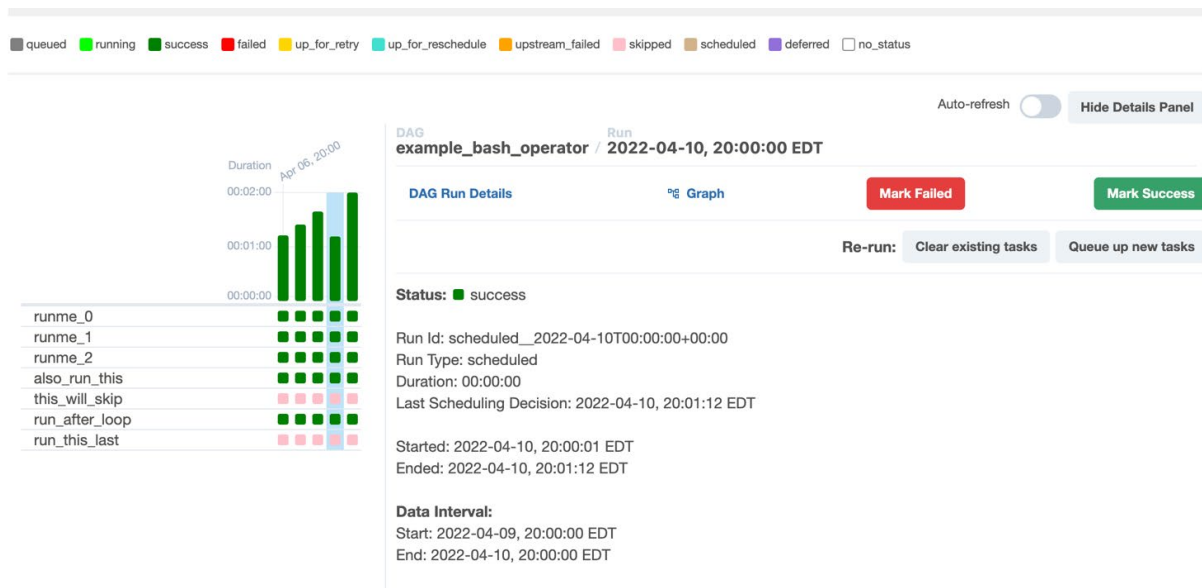 queued running success failed up_for_retry up_for_reschedule upstream_failed skipped scheduled deferred no_status
Auto-refresh Hide Details Panel
DAG Run
example_bash_operator / 2022-04-10, 20:00:00 EDT
DAG Run Details Graph Mark Failed Mark Success
Re-run: Clear existing tasks Queue up new tasks
Duration Apr 06, 20:00
00:02:00
00:01:00
00:00:00
runme_0
runme_1
runme_2
also_run_this
this_will_skip
run_after_loop
run_this_last
Status: success
Run Id: scheduled__2022-04-10T00:00:00+00:00
Run Type: scheduled
Duration: 00:00:00
Last Scheduling Decision: 2022-04-10, 20:01:12 EDT
Started: 2022-04-10, 20:00:01 EDT
Ended: 2022-04-10, 20:01:12 EDT
Data Interval:
Start: 2022-04-09, 20:00:00 EDT
End: 2022-04-10, 20:00:00 EDT